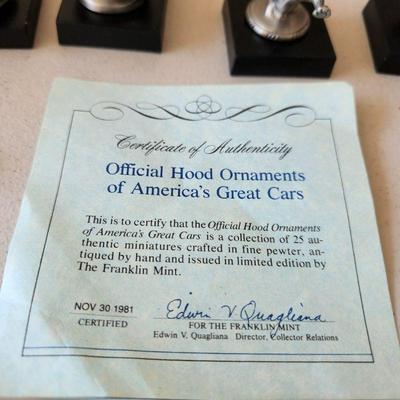 Certificate of Authenticity
Official Hood Ornaments
of America's Great Cars
This is to certify that the Official Hood Ornaments
of America's Great Cars is a collection of 25 au-
thentic miniatures crafted in fine pewter, an-
tiqued by hand and issued in limited edition by
The Franklin Mint.
NOV 30 1981
CERTIFIED
Edwin V. Quagliana
FOR THE FRANKLIN MINT
Edwin V. Quagliana Director, Collector Relations